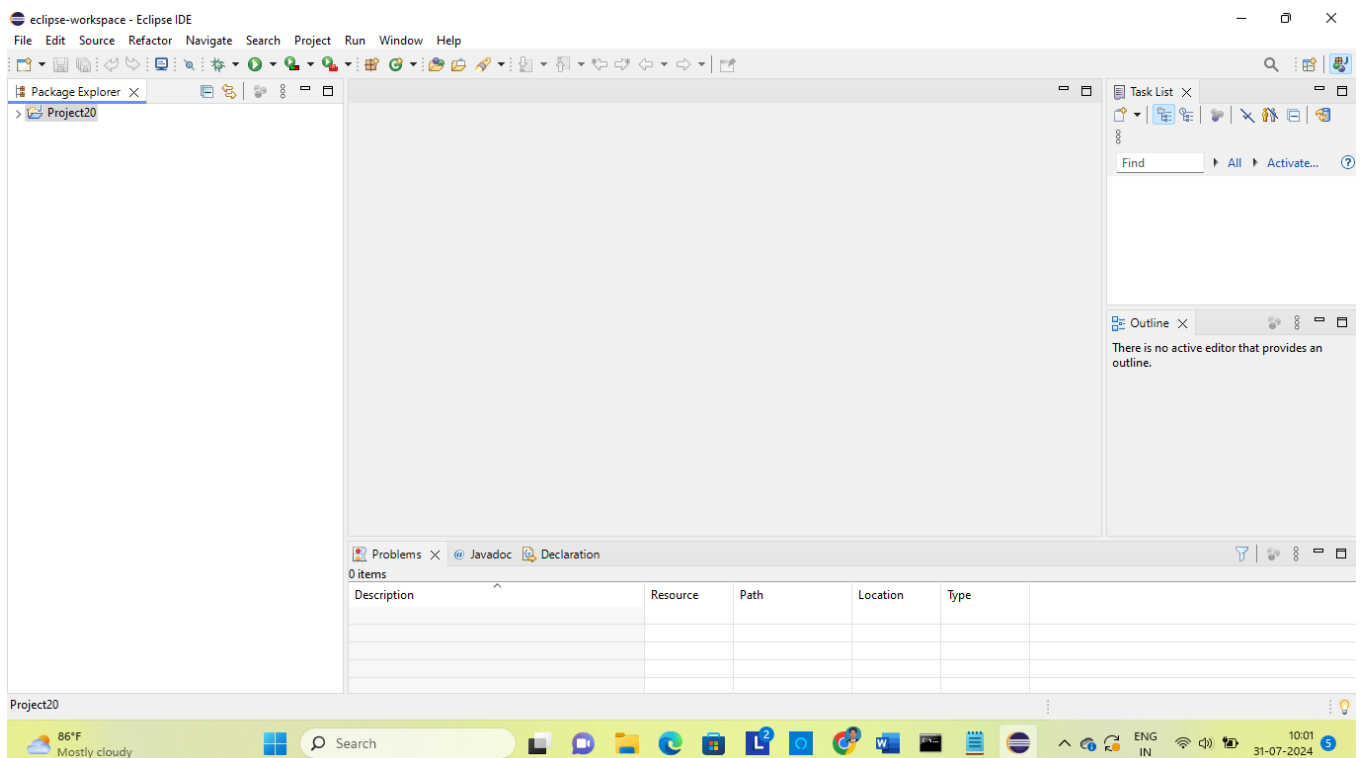 eclipse-workspace - Eclipse IDE
File Edit Source Refactor Navigate Search Project Run Window Help
Package Explorer
Project20
Task List
Find All Activate...
Outline
There is no active editor that provides an
outline.
Problems Javadoc Declaration
0 items
Description Resource Path Location Type
Project20
86°F
Mostly cloudy
Search
ENG
IN
10:01
31-07-2024
5